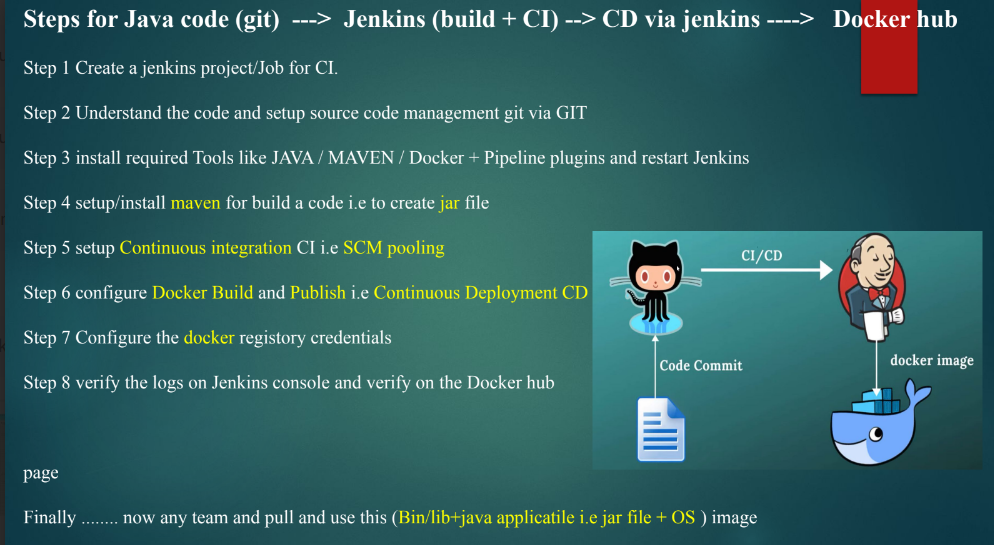 Steps for Java code (git) ---> Jenkins (build + CI) --> CD via jenkins ----> Docker hub
Step 1 Create a jenkins project/Job for CI.
Step 2 Understand the code and setup source code management git via GIT
Step 3 install required Tools like JAVA / MAVEN / Docker + Pipeline plugins and restart Jenkins
Step 4 setup/install maven for build a code i.e to create jar file
Step 5 setup Continuous integration CI i.e SCM pooling
Step 6 configure Docker Build and Publish i.e Continuous Deployment CD
Step 7 Configure the docker registory credentials
Step 8 verify the logs on Jenkins console and verify on the Docker hub
CI/CD
Code Commit
docker image
page
Finally ........ now any team and pull and use this (Bin/lib+java applicatile i.e jar file + OS ) image